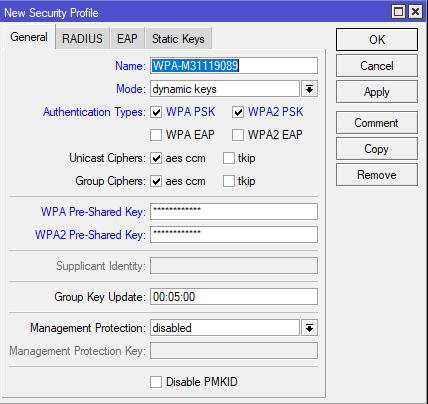 New Security Profile
General RADIUS EAP Static Keys
OK
Name: WPA-M31119089
Cancel
Mode: dynamic keys
Apply
Authentication Types: WPA PSK WPA2 PSK
WPA EAP WPA2 EAP
Comment
Unicast Ciphers: aes ccm tkip
Copy
Group Ciphers: aes ccm tkip
Remove
WPA Pre-Shared Key: ************
WPA2 Pre-Shared Key: ************
Supplicant Identity:
Group Key Update: 00:05:00
Management Protection: disabled
Management Protection Key:
Disable PMKID